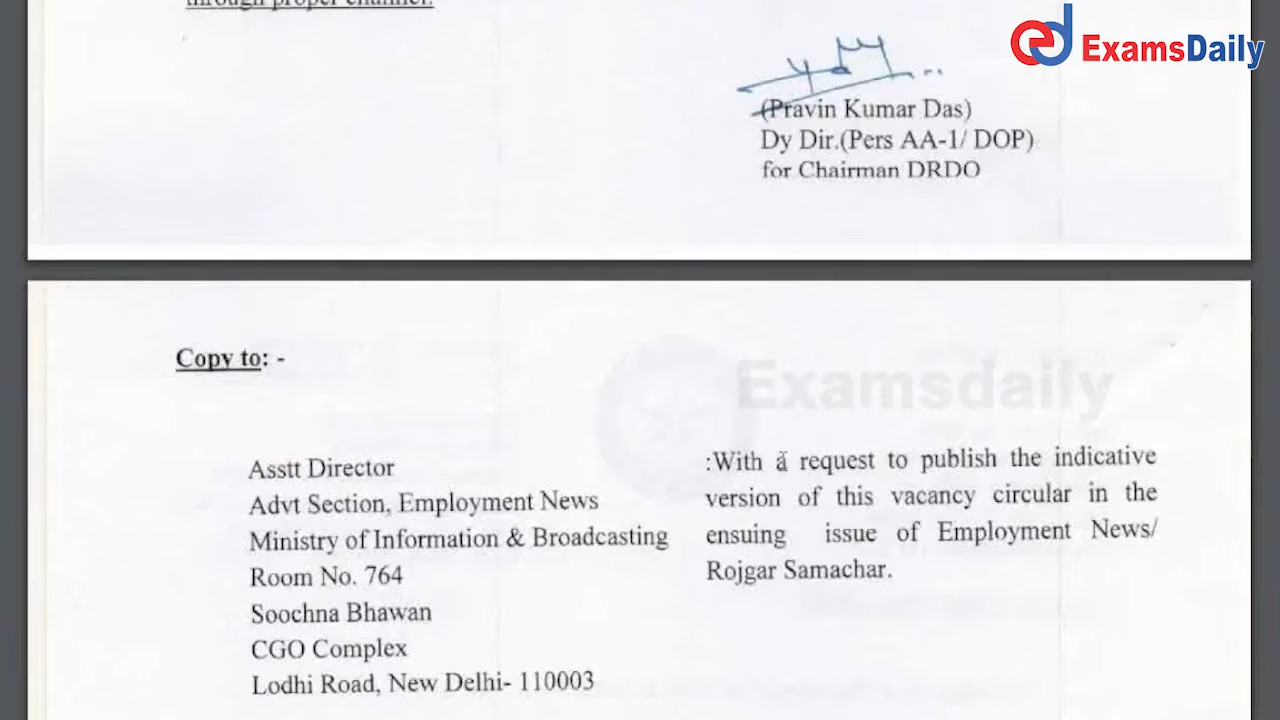 through proper channel.
ExamsDaily
(Pravin Kumar Das)
Dy Dir.(Pers AA-1/ DOP)
for Chairman DRDO
Copy to: -
Examsdaily
Asstt Director
Advt Section, Employment News
Ministry of Information & Broadcasting
Room No. 764
Soochna Bhawan
CGO Complex
Lodhi Road, New Delhi- 110003
:With a request to publish the indicative
version of this vacancy circular in the
ensuing issue of Employment News/
Rojgar Samachar.